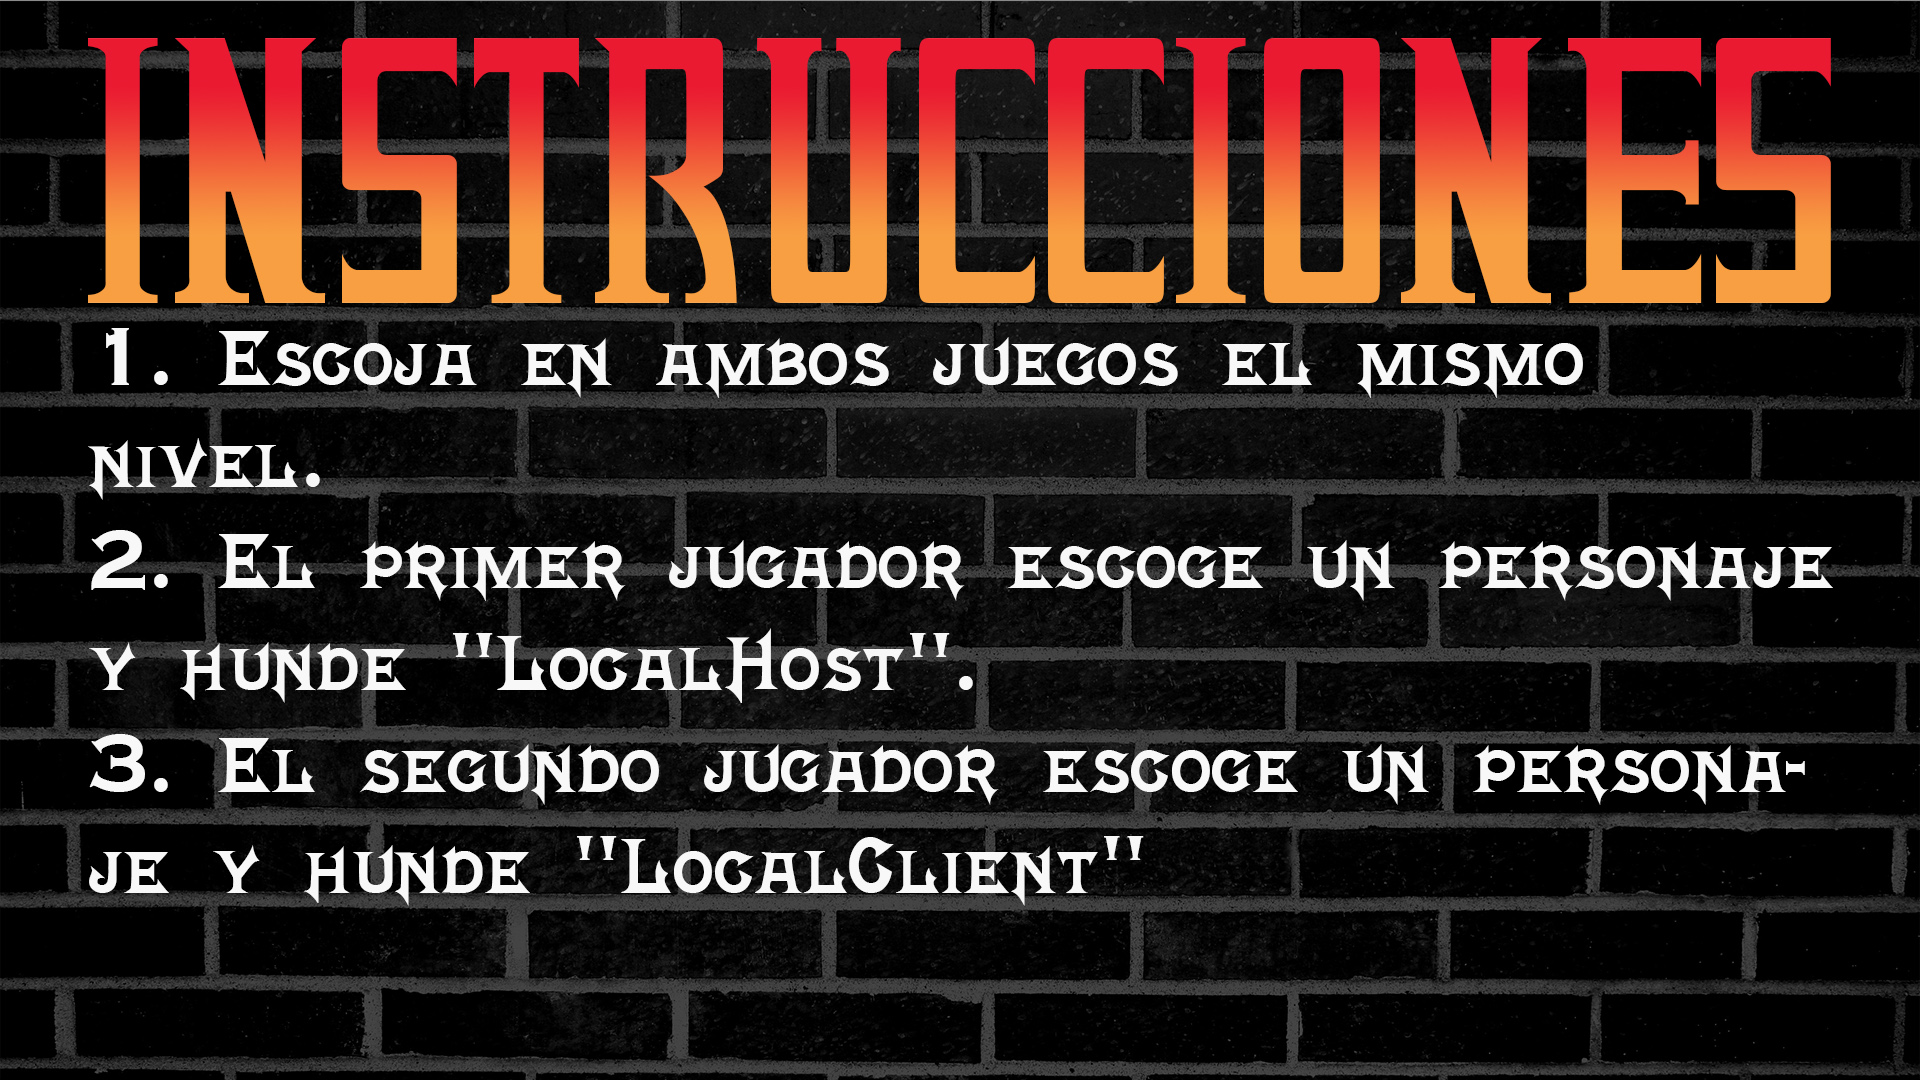 INSTRUCCIONES
1. Escoja en ambos juegos el mismo
nivel.
2. El primer jugador escoge un personaje
y hunde "LocalHost".
3. El segundo jugador escoge un persona-
je y hunde "LocalClient"